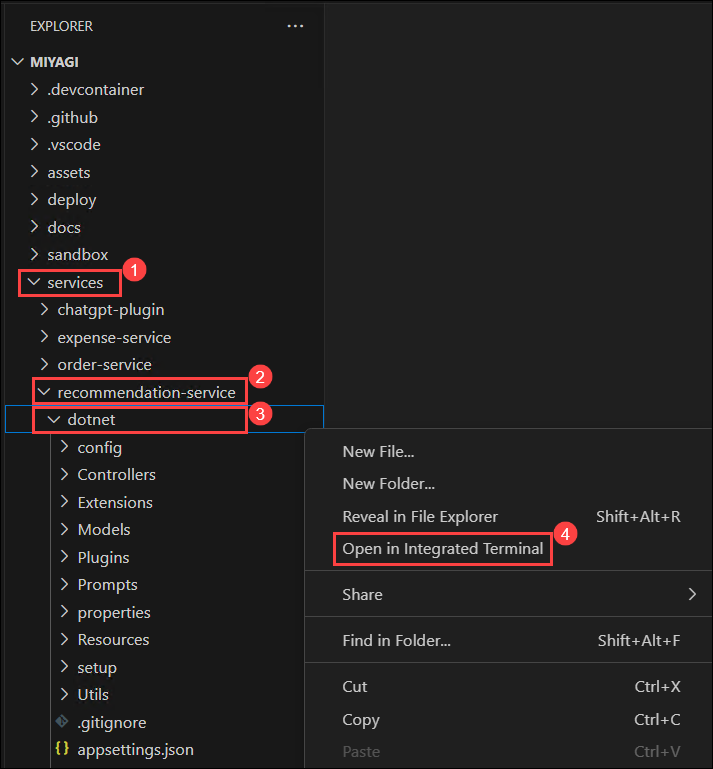 EXPLORER ...
MIYAGI
.devcontainer
.github
.vscode
assets
deploy
docs
sandbox
services 1
chatgpt-plugin
expense-service
order-service
recommendation-service 2
dotnet 3
config
Controllers
Extensions
Models
Plugins
Prompts
properties
Resources
setup
Utils
.gitignore
{} appsettings.json
New File...
New Folder...
Reveal in File Explorer Shift+Alt+R
Open in Integrated Terminal 4
Share
Find in Folder... Shift+Alt+F
Cut Ctrl+X
Copy Ctrl+C
Paste Ctrl+V